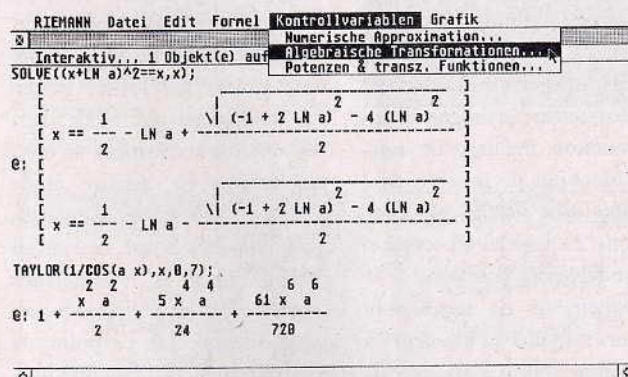 RIEMANN Datei Edit Formel Kontrollvariablen Grafik
Numerische Approximation...
Interaktiv... 1 Objekt(e) auf
Algebraische Transformationen...
Potenzen & transz. Funktionen...
SOLVE((x+LN a)^2==x,x);
[ ____________________________ ]
[ | 2 2 ]
[ 1 \| (-1 + 2 LN a) - 4 (LN a) ]
[ x == --- - LN a + ------------------------------- ]
[ 2 2 ]
@: [ ]
[ ____________________________ ]
[ | 2 2 ]
[ 1 \| (-1 + 2 LN a) - 4 (LN a) ]
[ x == --- - LN a - ------------------------------- ]
[ 2 2 ]
TAYLOR(1/COS(a x),x,0,7);
2 2 4 4 6 6
x a 5 x a 61 x a
@: 1 + ------ + -------- + ---------
2 24 720